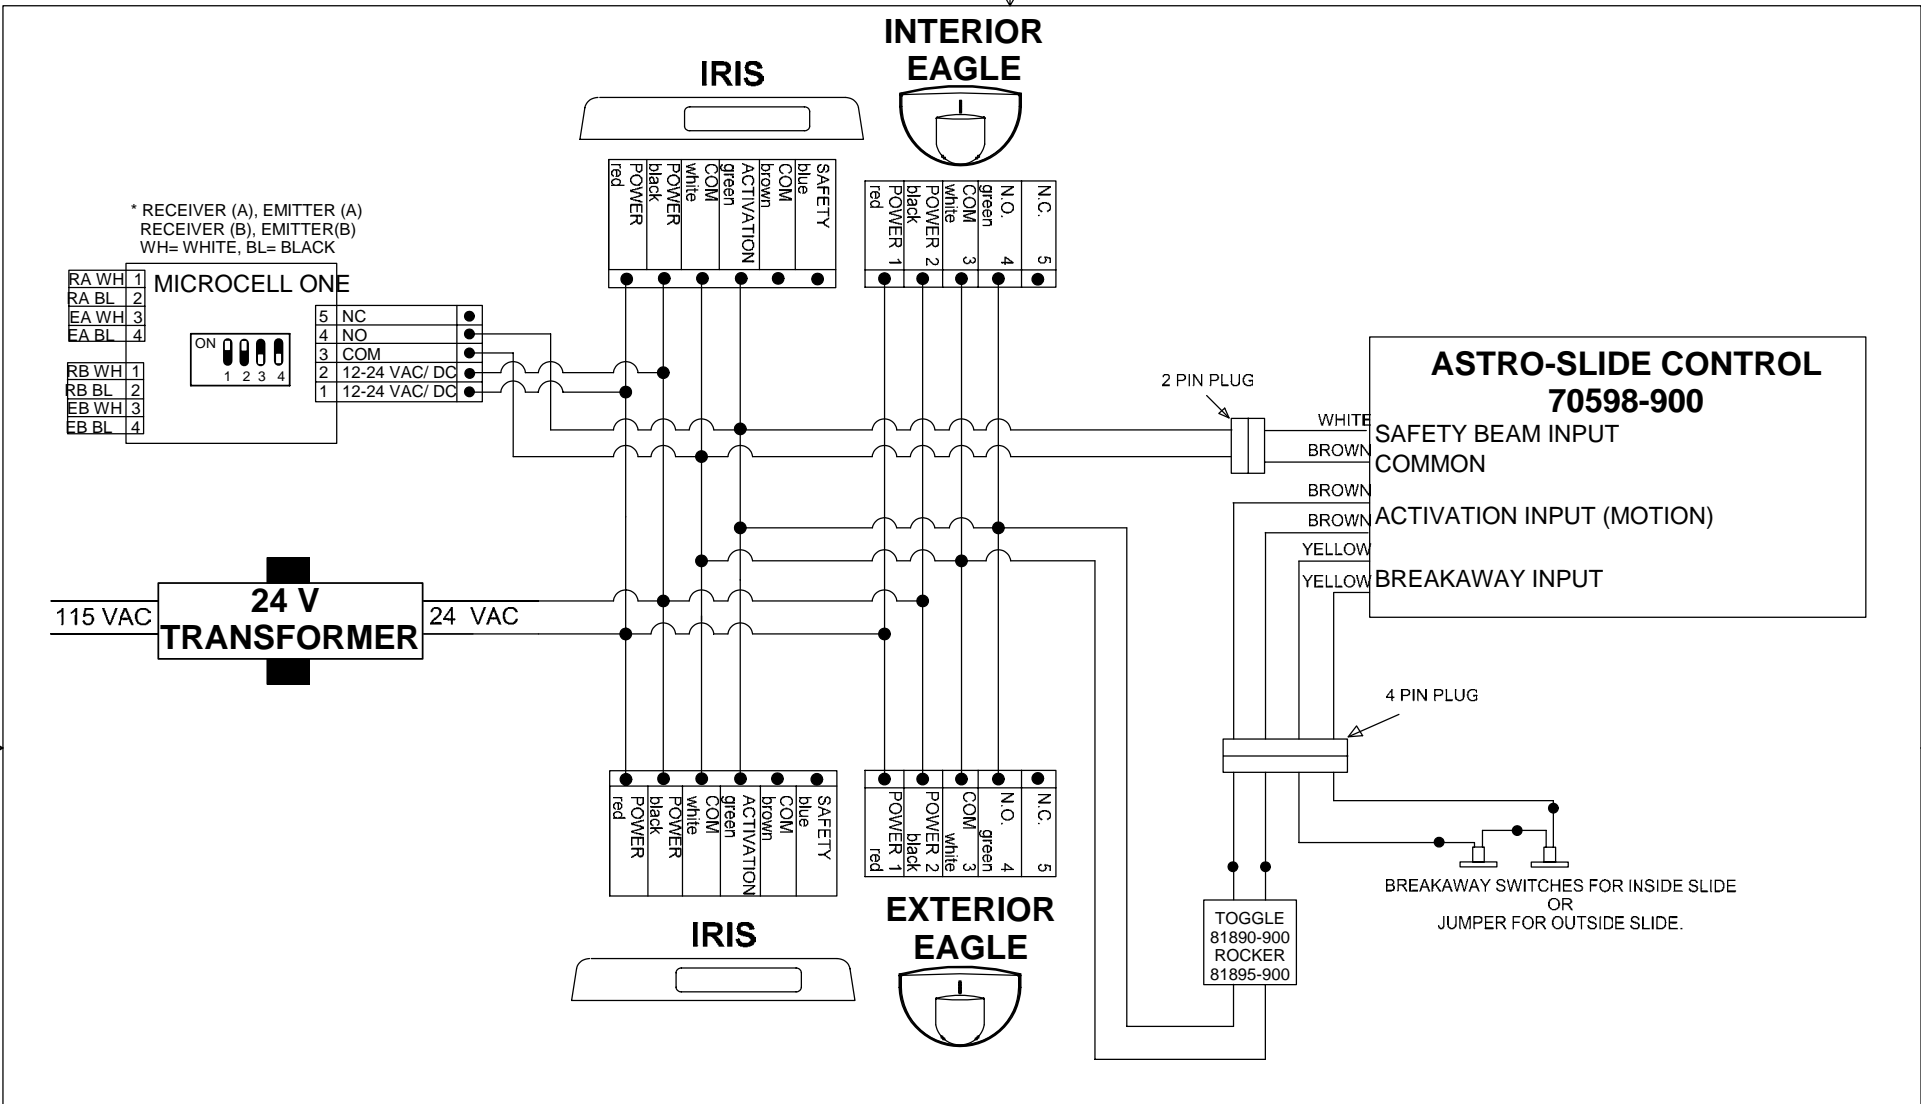 INTERIOR
EAGLE
IRIS
POWER
red
POWER
black
COM
white
ACTIVATION
green
COM
brown
SAFETY
blue
POWER 1
red
POWER 2
black
COM 3
white
N.O. 4
green
N.C. 5
* RECEIVER (A), EMITTER (A)
RECEIVER (B), EMITTER(B)
WH= WHITE, BL= BLACK
MICROCELL ONE
RA WH 1
RA BL 2
EA WH 3
EA BL 4
RB WH 1
RB BL 2
EB WH 3
EB BL 4
ON
1 2 3 4
5 NC
4 NO
3 COM
2 12-24 VAC/ DC
1 12-24 VAC/ DC
2 PIN PLUG
ASTRO-SLIDE CONTROL
70598-900
WHITE
SAFETY BEAM INPUT
BROWN
COMMON
BROWN
ACTIVATION INPUT (MOTION)
BROWN
YELLOW
BREAKAWAY INPUT
YELLOW
115 VAC
24 V
TRANSFORMER
24 VAC
4 PIN PLUG
POWER
red
POWER
black
COM
white
ACTIVATION
green
COM
brown
SAFETY
blue
POWER 1
red
POWER 2
black
COM 3
white
N.O. 4
green
N.C. 5
IRIS
EXTERIOR
EAGLE
TOGGLE
81890-900
ROCKER
81895-900
BREAKAWAY SWITCHES FOR INSIDE SLIDE
OR
JUMPER FOR OUTSIDE SLIDE.